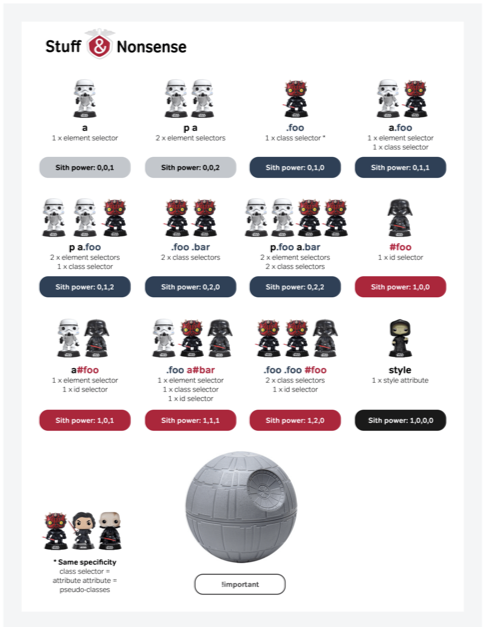 Stuff & Nonsense
a
1 x element selector
Sith power: 0,0,1
p a
2 x element selectors
Sith power: 0,0,2
.foo
1 x class selector *
Sith power: 0,1,0
a.foo
1 x element selector
1 x class selector
Sith power: 0,1,1
p a.foo
2 x element selectors
1 x class selector
Sith power: 0,1,2
.foo .bar
2 x class selectors
Sith power: 0,2,0
p.foo a.bar
2 x element selectors
2 x class selectors
Sith power: 0,2,2
#foo
1 x id selector
Sith power: 1,0,0
a#foo
1 x element selector
1 x id selector
Sith power: 1,0,1
.foo a#bar
1 x element selector
1 x class selector
1 x id selector
Sith power: 1,1,1
.foo .foo #foo
2 x class selectors
1 x id selector
Sith power: 1,2,0
style
1 x style attribute
Sith power: 1,0,0,0
* Same specificity
class selector =
attribute attribute =
pseudo-classes
!important